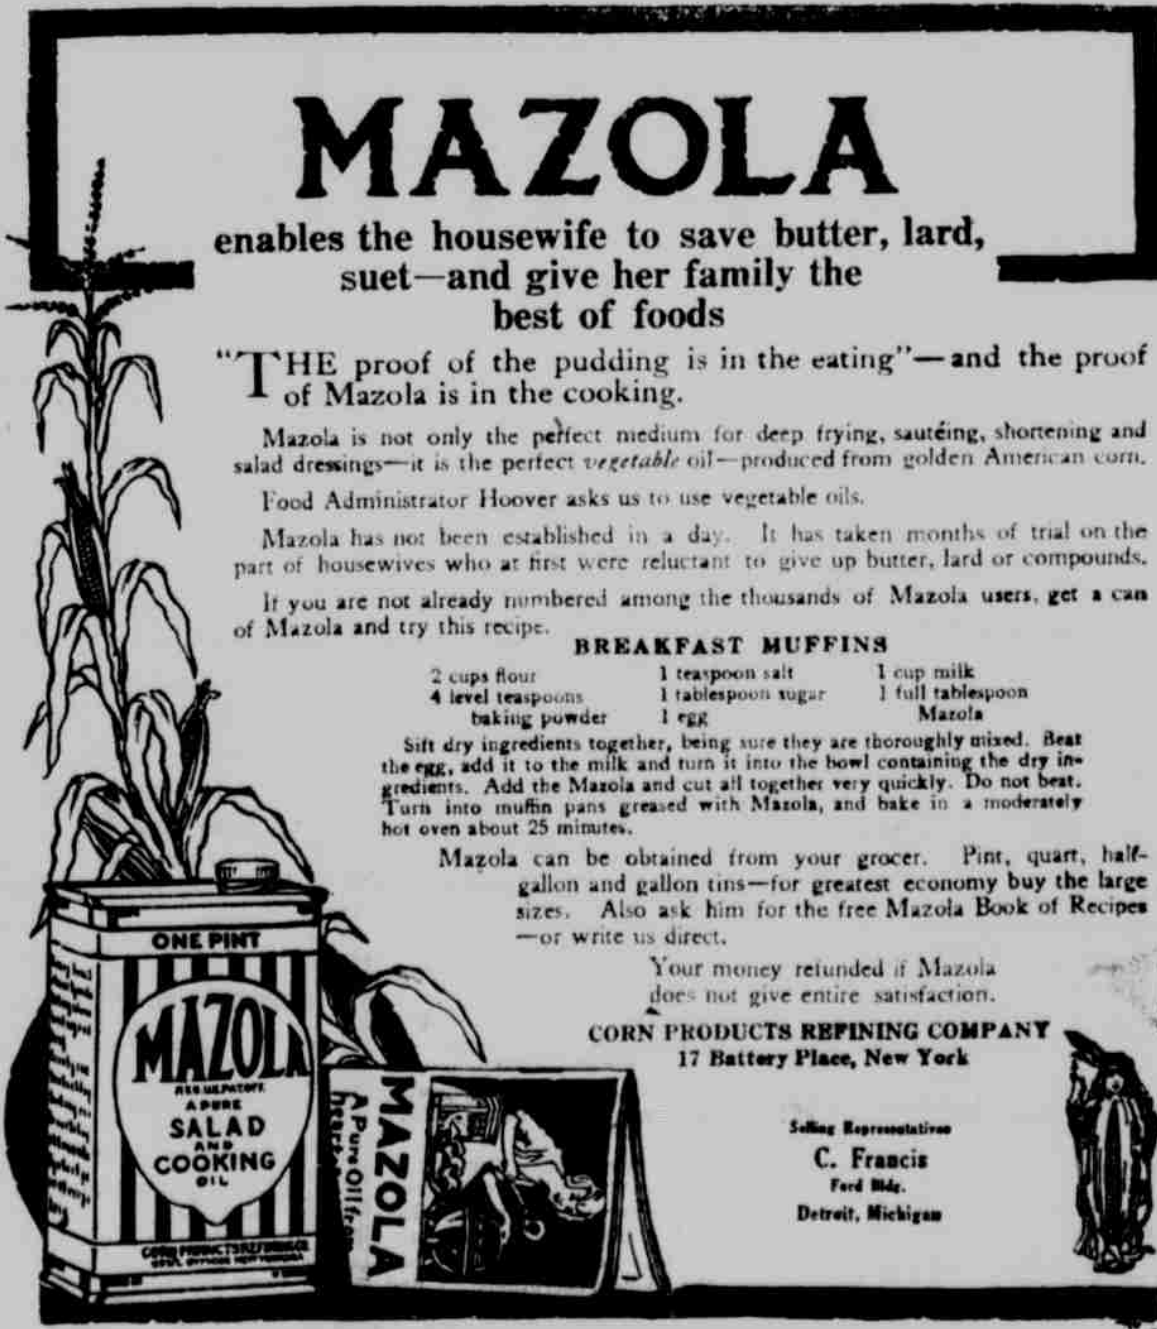 MAZOLA
enables the housewife to save butter, lard,
suet—and give her family the
best of foods
"THE proof of the pudding is in the eating"—and the proof
of Mazola is in the cooking.
Mazola is not only the perfect medium for deep frying, sautéing, shortening and
salad dressings—it is the perfect vegetable oil—produced from golden American corn.
Food Administrator Hoover asks us to use vegetable oils.
Mazola has not been established in a day. It has taken months of trial on the
part of housewives who at first were reluctant to give up butter, lard or compounds.
If you are not already numbered among the thousands of Mazola users, get a can
of Mazola and try this recipe.
BREAKFAST MUFFINS
2 cups flour
4 level teaspoons
baking powder
1 teaspoon salt
1 tablespoon sugar
1 egg
1 cup milk
1 full tablespoon
Mazola
Sift dry ingredients together, being sure they are thoroughly mixed. Beat
the egg, add it to the milk and turn it into the bowl containing the dry in-
gredients. Add the Mazola and cut all together very quickly. Do not beat.
Turn into muffin pans greased with Mazola, and bake in a moderately
hot oven about 25 minutes.
Mazola can be obtained from your grocer. Pint, quart, half-
gallon and gallon tins—for greatest economy buy the large
sizes. Also ask him for the free Mazola Book of Recipes
—or write us direct.
Your money refunded if Mazola
does not give entire satisfaction.
CORN PRODUCTS REFINING COMPANY
17 Battery Place, New York
Selling Representatives
C. Francis
Ford Bldg.
Detroit, Michigan
ONE PINT
MAZOLA
REG. U.S. PAT. OFF.
A PURE
SALAD
AND
COOKING
OIL
CORN PRODUCTS REFINING CO.
MAZOLA
A Pure Oil from